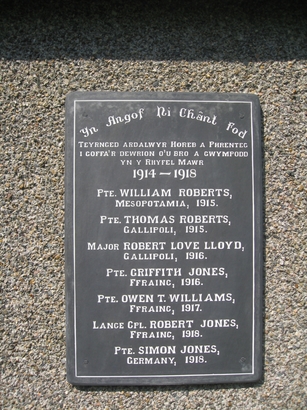 Yn Angof Ni Chânt Fod
TEYRNGED ARDALWYR HOREB A PHRENTEG
I GOFFA'R DEWRION O'U BRO A GWYMPODD
YN Y RHYFEL MAWR
1914—1918
PTE. WILLIAM ROBERTS,
MESOPOTAMIA, 1915.
PTE. THOMAS ROBERTS,
GALLIPOLI, 1915.
MAJOR ROBERT LOVE LLOYD,
GALLIPOLI, 1916.
PTE. GRIFFITH JONES,
FFRAINC, 1916.
PTE. OWEN T. WILLIAMS,
FFRAINC, 1917.
LANCE CPL. ROBERT JONES,
FFRAINC, 1918.
PTE. SIMON JONES,
GERMANY, 1918.